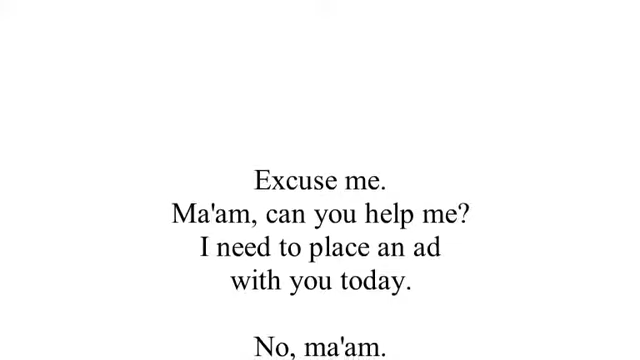 Excuse me.
Ma'am, can you help me?
I need to place an ad
with you today.
No, ma'am.